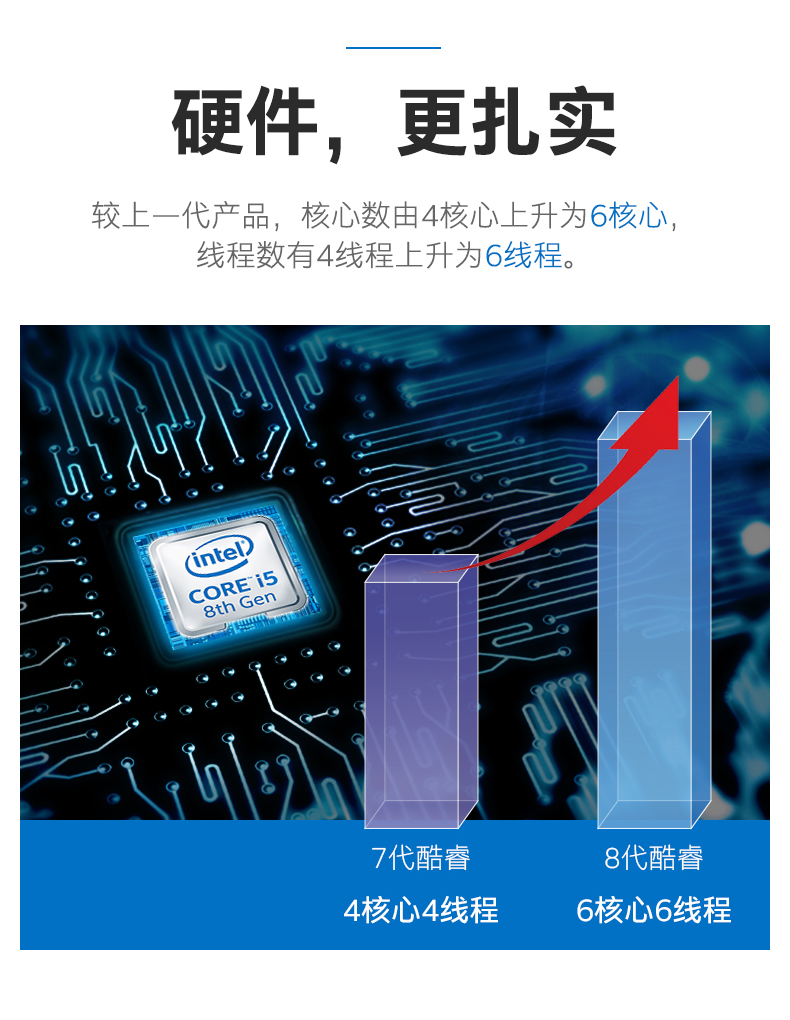 硬件，更扎实
较上一代产品，核心数由4核心上升为6核心，
线程数有4线程上升为6线程。
intel®
CORE™ i5
8th Gen
7代酷睿
8代酷睿
4核心4线程
6核心6线程